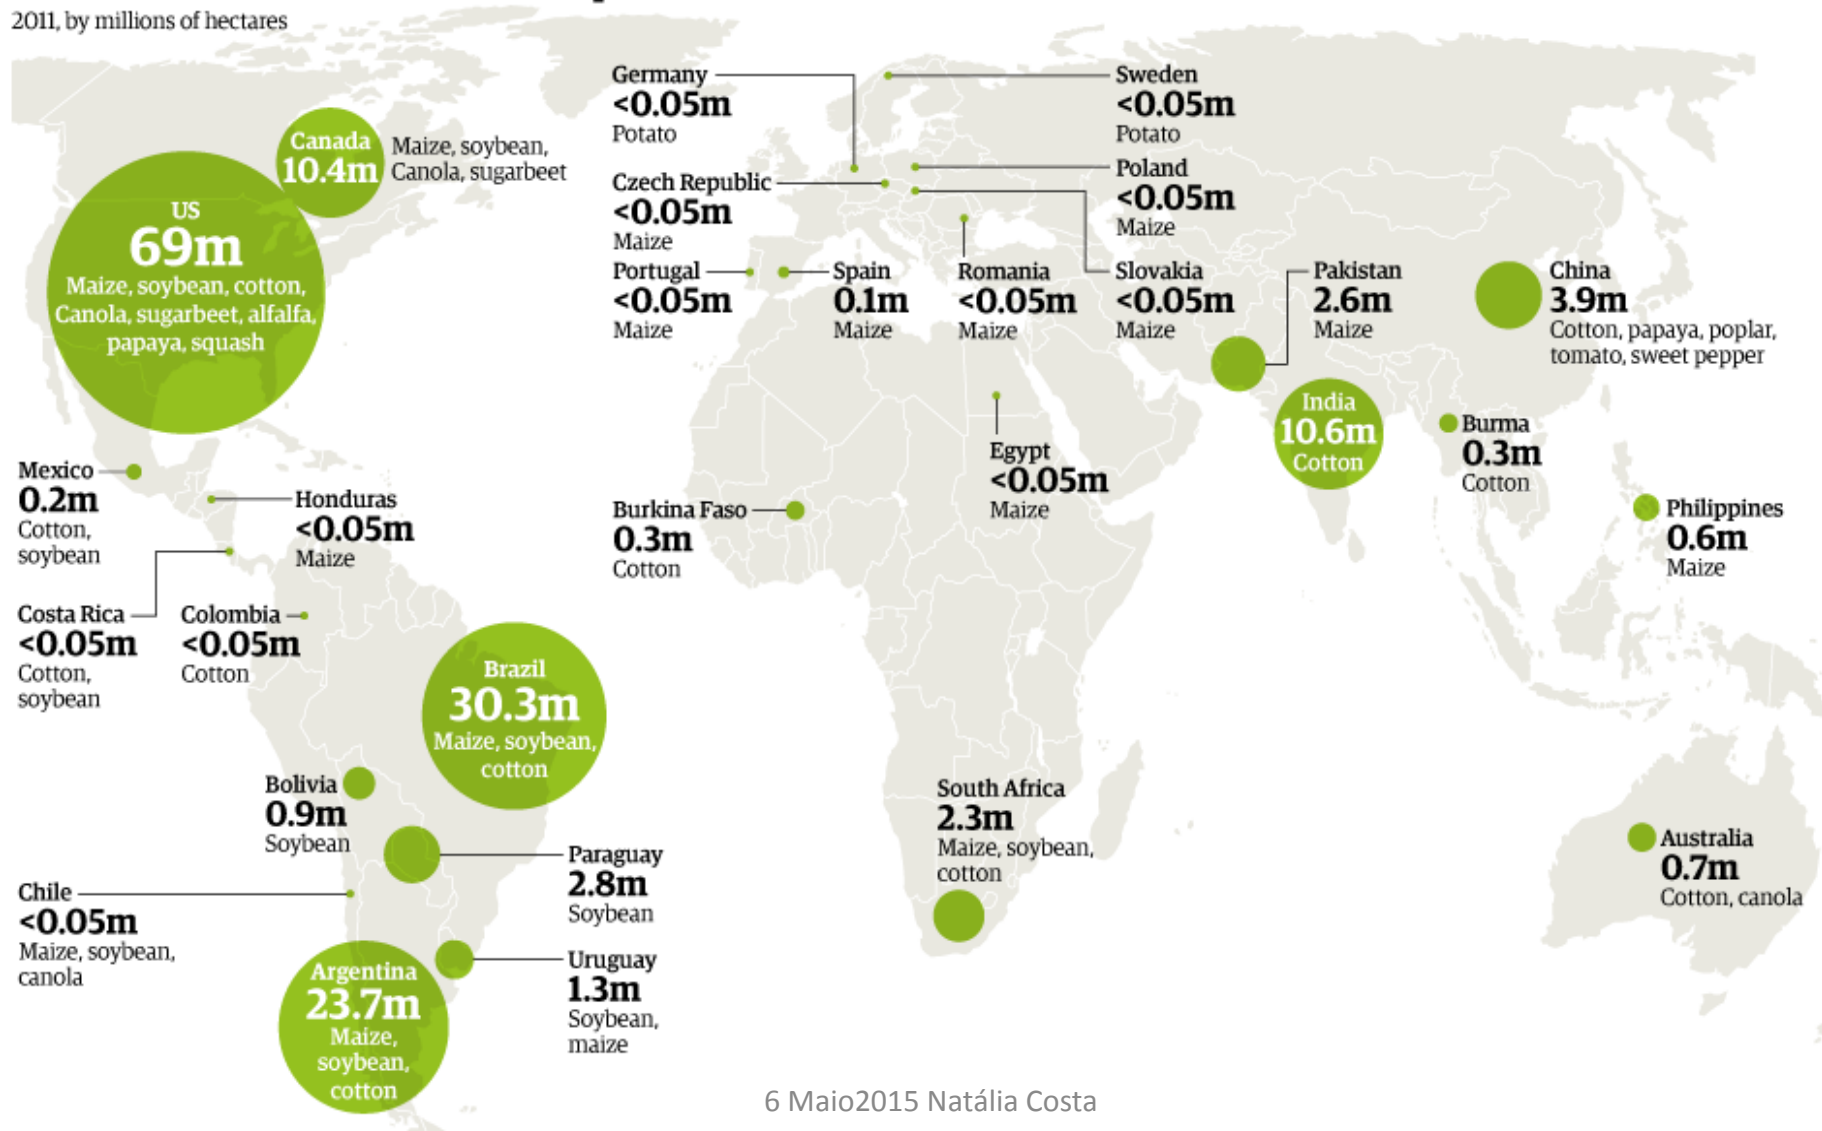 2011, by millions of hectares
Canada
10.4m
Maize, soybean,
Canola, sugarbeet
US
69m
Maize, soybean, cotton,
Canola, sugarbeet, alfalfa,
papaya, squash
Mexico
0.2m
Cotton,
soybean
Honduras
<0.05m
Maize
Costa Rica
<0.05m
Cotton,
soybean
Colombia
<0.05m
Cotton
Brazil
30.3m
Maize, soybean,
cotton
Bolivia
0.9m
Soybean
Paraguay
2.8m
Soybean
Chile
<0.05m
Maize, soybean,
canola
Argentina
23.7m
Maize,
soybean,
cotton
Uruguay
1.3m
Soybean,
maize
Germany
<0.05m
Potato
Sweden
<0.05m
Potato
Czech Republic
<0.05m
Maize
Poland
<0.05m
Maize
Portugal
<0.05m
Maize
Spain
0.1m
Maize
Romania
<0.05m
Maize
Slovakia
<0.05m
Maize
Pakistan
2.6m
Maize
China
3.9m
Cotton, papaya, poplar,
tomato, sweet pepper
India
10.6m
Cotton
Burma
0.3m
Cotton
Egypt
<0.05m
Maize
Burkina Faso
0.3m
Cotton
Philippines
0.6m
Maize
South Africa
2.3m
Maize, soybean,
cotton
Australia
0.7m
Cotton, canola
6 Maio2015 Natália Costa